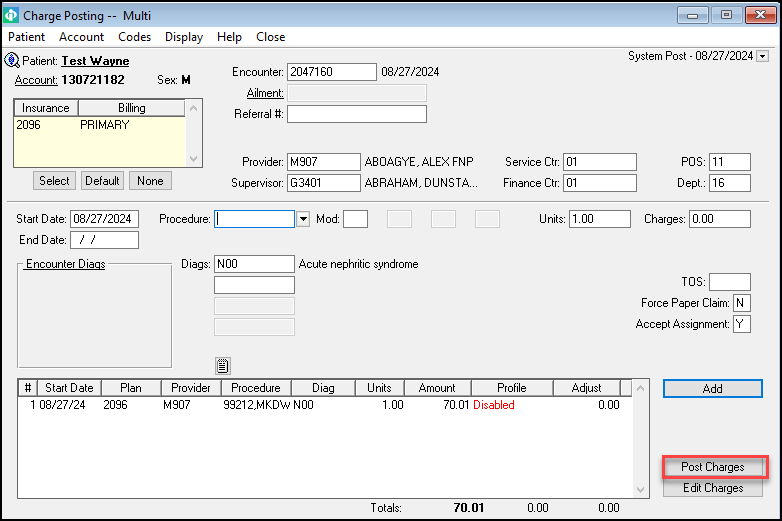 Charge Posting -- Multi
Patient Account Codes Display Help Close
Patient: Test Wayne
System Post - 08/27/2024
Account: 130721182 Sex: M
Encounter: 2047160 08/27/2024
Ailment:
Referral #:
Insurance Billing
2096 PRIMARY
Select Default None
Provider: M907 ABOAGYE, ALEX FNP Service Ctr: 01 POS: 11
Supervisor: G3401 ABRAHAM, DUNSTA... Finance Ctr: 01 Dept.: 16
Start Date: 08/27/2024 Procedure: Mod: Units: 1.00 Charges: 0.00
End Date: / /
Encounter Diags
Diags: N00 Acute nephritic syndrome
TOS:
Force Paper Claim: N
Accept Assignment: Y
# Start Date Plan Provider Procedure Diag Units Amount Profile Adjust
1 08/27/24 2096 M907 99212,MKDW N00 1.00 70.01 Disabled 0.00
Add
Post Charges
Edit Charges
Totals: 70.01 0.00 0.00